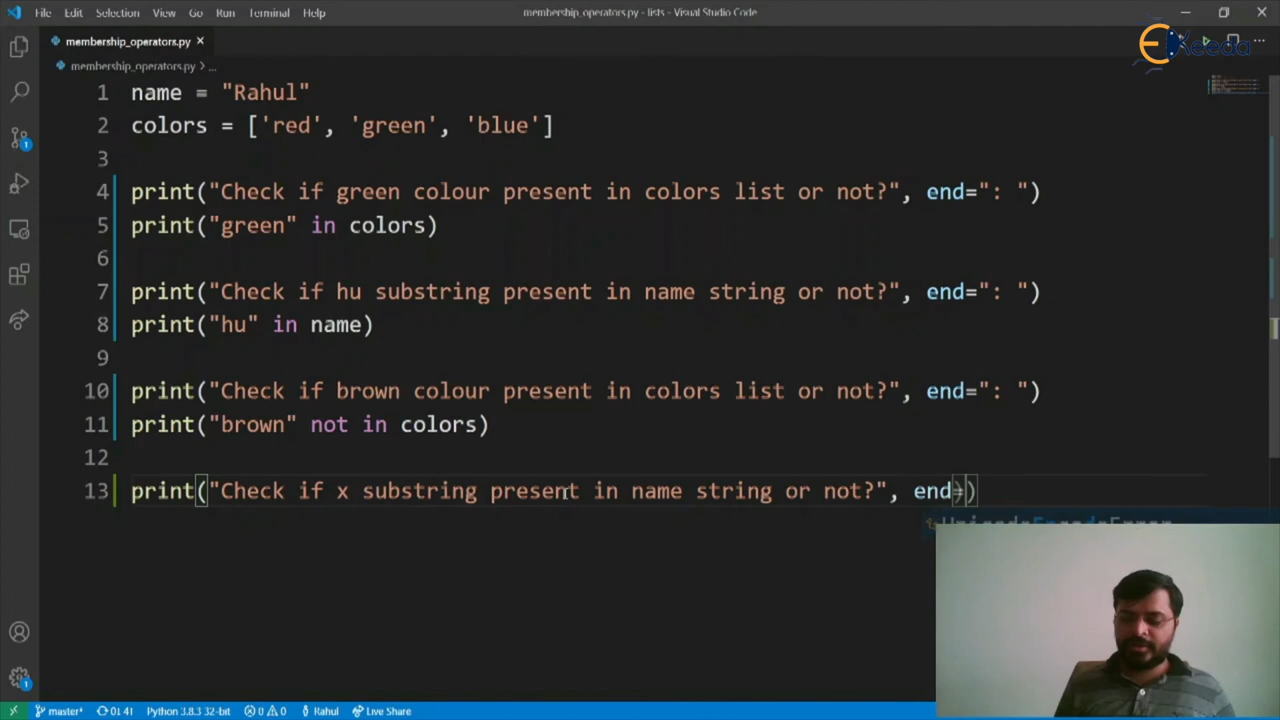 File Edit Selection View Go Run Terminal Help
membership_operators.py - lists - Visual Studio Code
membership_operators.py
Keeda
membership_operators.py > ...
1 name = "Rahul"
2 colors = ['red', 'green', 'blue']
3
4 print("Check if green colour present in colors list or not?", end=": ")
5 print("green" in colors)
6
7 print("Check if hu substring present in name string or not?", end=": ")
8 print("hu" in name)
9
10 print("Check if brown colour present in colors list or not?", end=": ")
11 print("brown" not in colors)
12
13 print("Check if x substring present in name string or not?", end=)
master* 0↓ 4↑ Python 3.8.3 32-bit 0 0 Rahul Live Share